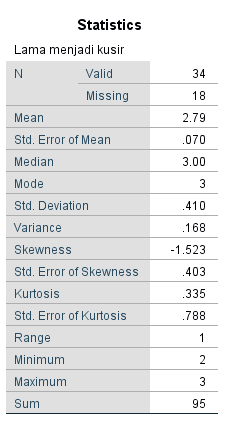 Statistics
Lama menjadi kusir
N Valid 34
Missing 18
Mean 2.79
Std. Error of Mean .070
Median 3.00
Mode 3
Std. Deviation .410
Variance .168
Skewness -1.523
Std. Error of Skewness .403
Kurtosis .335
Std. Error of Kurtosis .788
Range 1
Minimum 2
Maximum 3
Sum 95